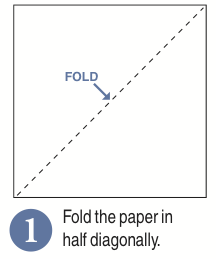 FOLD
1 Fold the paper in
half diagonally.